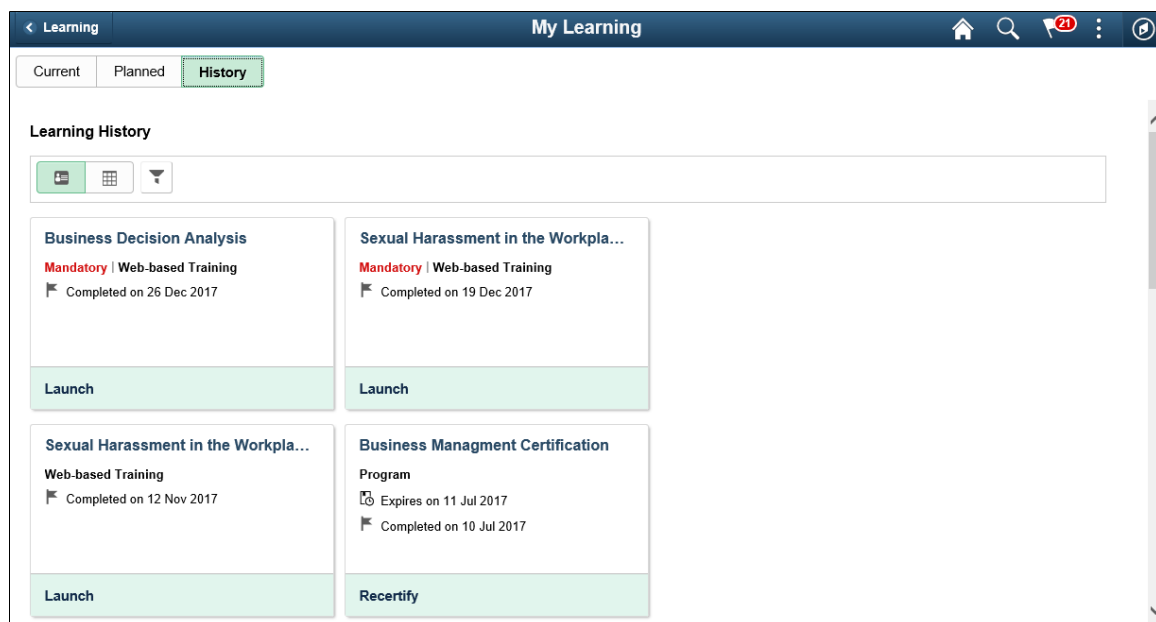 Learning
My Learning
21
Current
Planned
History
Learning History
Business Decision Analysis
Mandatory | Web-based Training
Completed on 26 Dec 2017
Launch
Sexual Harassment in the Workpla...
Mandatory | Web-based Training
Completed on 19 Dec 2017
Launch
Sexual Harassment in the Workpla...
Web-based Training
Completed on 12 Nov 2017
Launch
Business Managment Certification
Program
Expires on 11 Jul 2017
Completed on 10 Jul 2017
Recertify